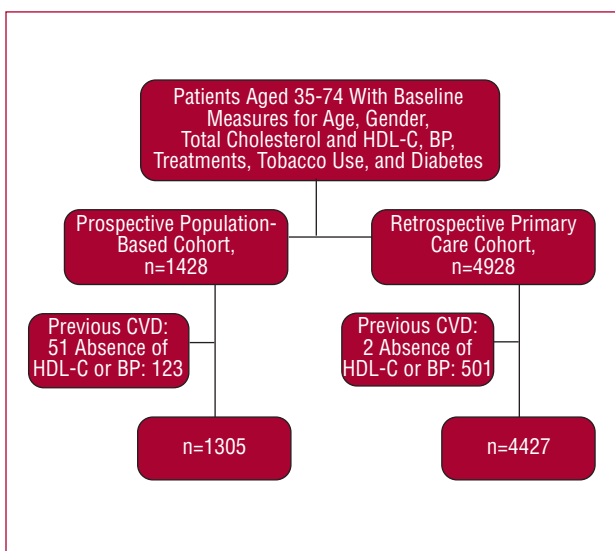 Patients Aged 35-74 With Baseline
Measures for Age, Gender,
Total Cholesterol and HDL-C, BP,
Treatments, Tobacco Use, and Diabetes
Prospective Population-
Based Cohort,
n=1428
Retrospective Primary
Care Cohort,
n=4928
Previous CVD:
51 Absence of
HDL-C or BP: 123
Previous CVD:
2 Absence of
HDL-C or BP: 501
n=1305
n=4427